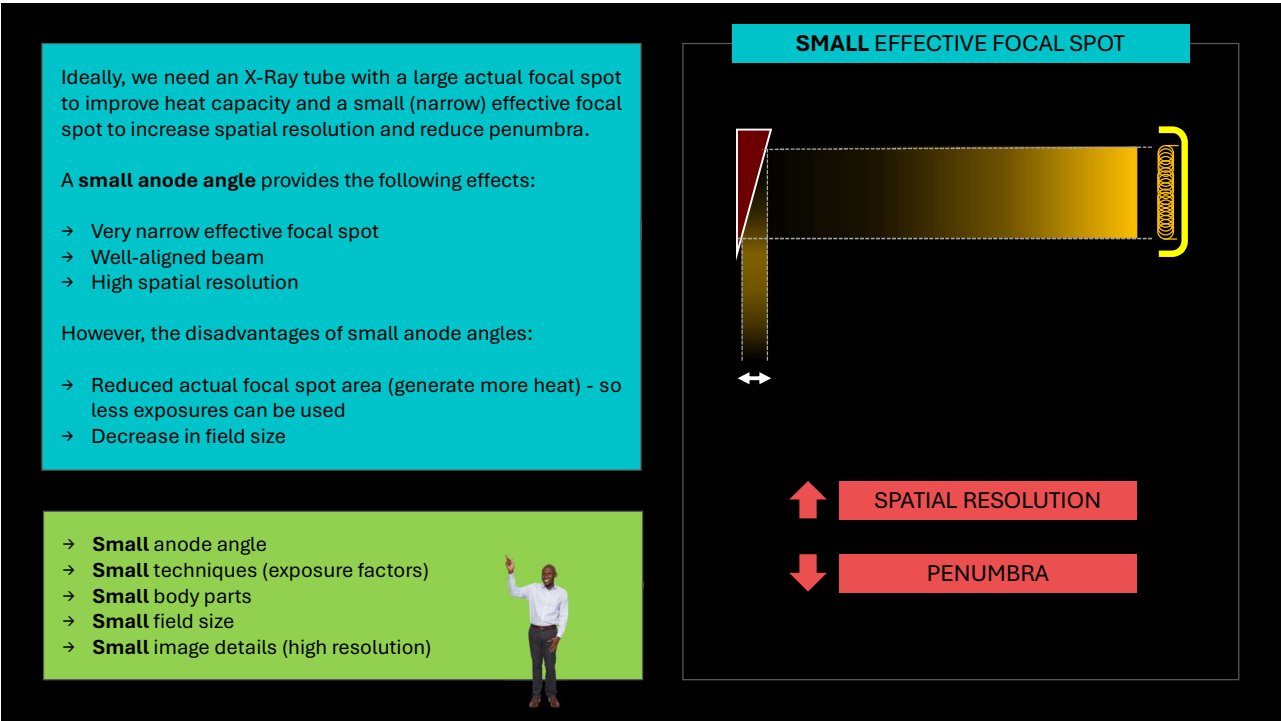 Ideally, we need an X-Ray tube with a large actual focal spot
to improve heat capacity and a small (narrow) effective focal
spot to increase spatial resolution and reduce penumbra.
A small anode angle provides the following effects:
→ Very narrow effective focal spot
→ Well-aligned beam
→ High spatial resolution
However, the disadvantages of small anode angles:
→ Reduced actual focal spot area (generate more heat) - so
less exposures can be used
→ Decrease in field size
→ Small anode angle
→ Small techniques (exposure factors)
→ Small body parts
→ Small field size
→ Small image details (high resolution)
SMALL EFFECTIVE FOCAL SPOT
SPATIAL RESOLUTION
PENUMBRA